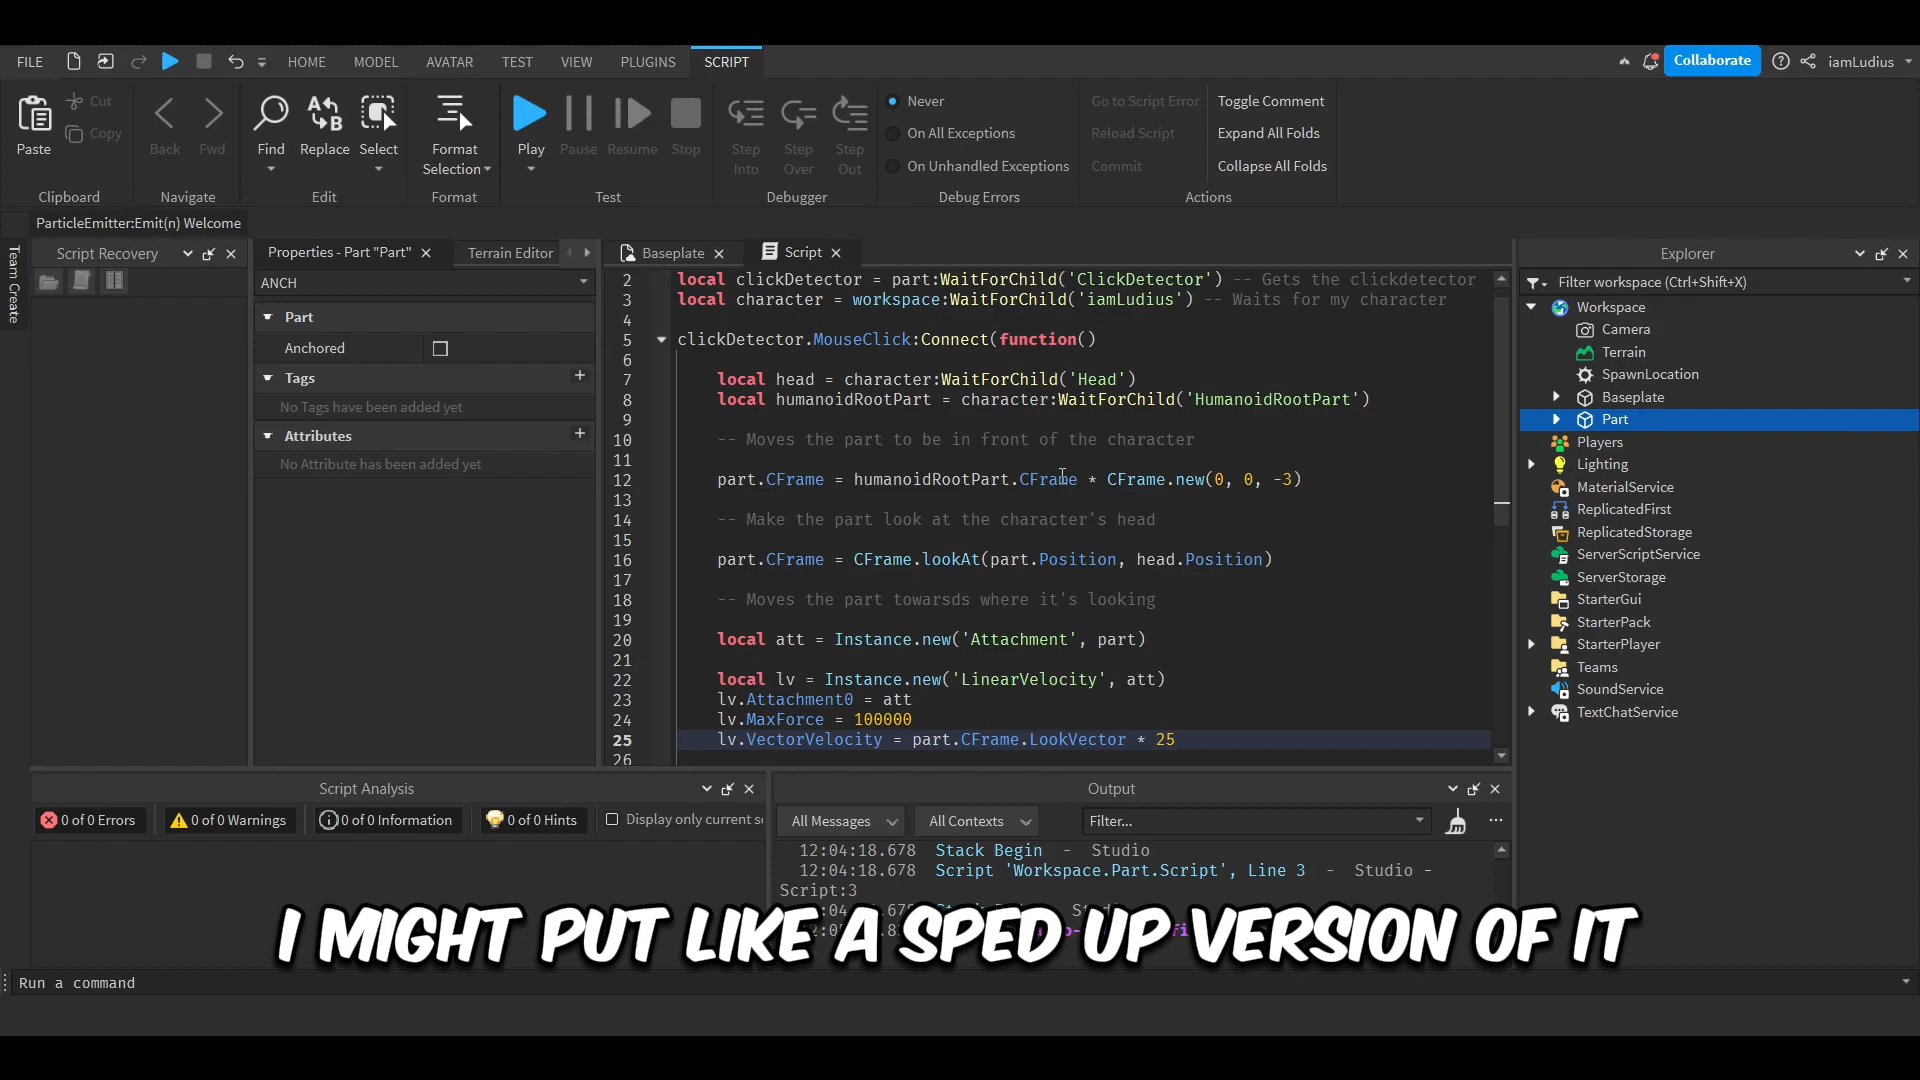 FILE HOME MODEL AVATAR TEST VIEW PLUGINS SCRIPT Collaborate iamLudius
Paste Cut Copy
Clipboard
Back Fwd
Navigate
Find Replace Select
Edit
Format Selection
Format
Play Pause Resume Stop
Test
Step Into Step Over Step Out
Debugger
Never
On All Exceptions
On Unhandled Exceptions
Debug Errors
Go to Script Error Toggle Comment
Reload Script Expand All Folds
Commit Collapse All Folds
Actions
ParticleEmitter:Emit(n) Welcome
Team Create
Script Recovery
Properties - Part "Part" Terrain Editor
ANCH
Part
Anchored
Tags
No Tags have been added yet
Attributes
No Attribute has been added yet
Baseplate Script
2 local clickDetector = part:WaitForChild('ClickDetector') -- Gets the clickdetector
3 local character = workspace:WaitForChild('iamLudius') -- Waits for my character
4
5 clickDetector.MouseClick:Connect(function()
6
7 local head = character:WaitForChild('Head')
8 local humanoidRootPart = character:WaitForChild('HumanoidRootPart')
9
10 -- Moves the part to be in front of the character
11
12 part.CFrame = humanoidRootPart.CFrame * CFrame.new(0, 0, -3)
13
14 -- Make the part look at the character's head
15
16 part.CFrame = CFrame.lookAt(part.Position, head.Position)
17
18 -- Moves the part towarsds where it's looking
19
20 local att = Instance.new('Attachment', part)
21
22 local lv = Instance.new('LinearVelocity', att)
23 lv.Attachment0 = att
24 lv.MaxForce = 100000
25 lv.VectorVelocity = part.CFrame.LookVector * 25
26
Explorer
Filter workspace (Ctrl+Shift+X)
Workspace
Camera
Terrain
SpawnLocation
Baseplate
Part
Players
Lighting
MaterialService
ReplicatedFirst
ReplicatedStorage
ServerScriptService
ServerStorage
StarterGui
StarterPack
StarterPlayer
Teams
SoundService
TextChatService
Script Analysis
0 of 0 Errors 0 of 0 Warnings 0 of 0 Information 0 of 0 Hints Display only current s
Output
All Messages All Contexts Filter...
12:04:18.678 Stack Begin - Studio
12:04:18.678 Script 'Workspace.Part.Script', Line 3 - Studio -
Script:3
I MIGHT PUT LIKE A SPED UP VERSION OF IT
Run a command